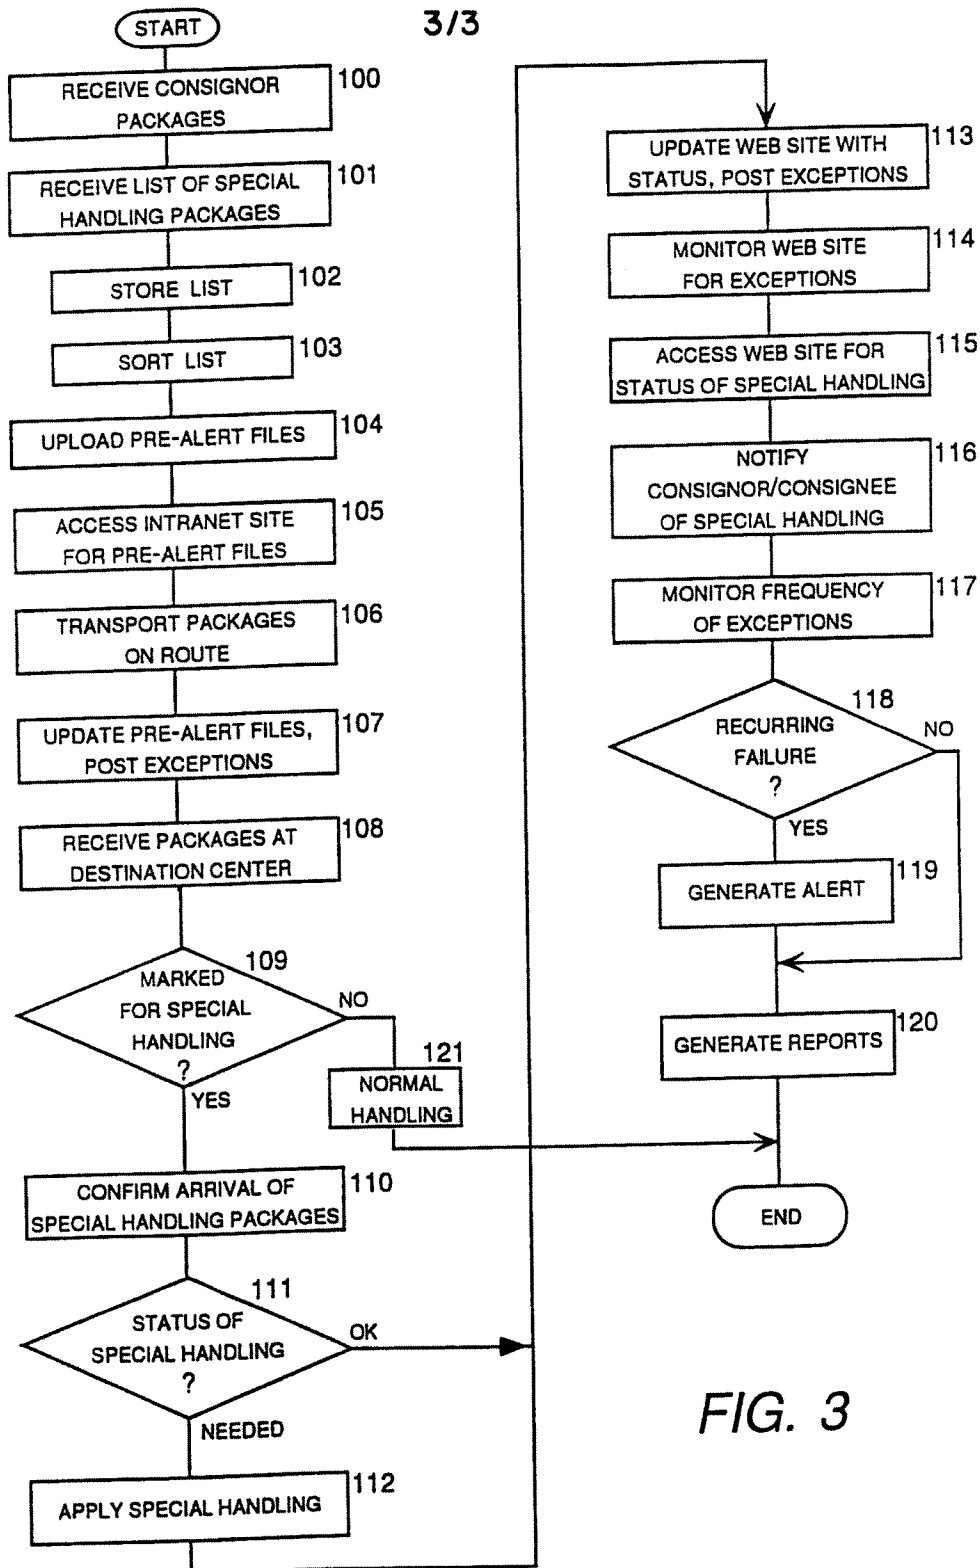 3/3
START
100
RECEIVE CONSIGNOR
PACKAGES
101
RECEIVE LIST OF SPECIAL
HANDLING PACKAGES
102
STORE LIST
103
SORT LIST
104
UPLOAD PRE-ALERT FILES
105
ACCESS INTRANET SITE
FOR PRE-ALERT FILES
106
TRANSPORT PACKAGES
ON ROUTE
107
UPDATE PRE-ALERT FILES,
POST EXCEPTIONS
108
RECEIVE PACKAGES AT
DESTINATION CENTER
109
MARKED
FOR SPECIAL
HANDLING
?
NO
YES
121
NORMAL
HANDLING
110
CONFIRM ARRIVAL OF
SPECIAL HANDLING PACKAGES
111
STATUS OF
SPECIAL HANDLING
?
OK
NEEDED
112
APPLY SPECIAL HANDLING
113
UPDATE WEB SITE WITH
STATUS, POST EXCEPTIONS
114
MONITOR WEB SITE
FOR EXCEPTIONS
115
ACCESS WEB SITE FOR
STATUS OF SPECIAL HANDLING
116
NOTIFY
CONSIGNOR/CONSIGNEE
OF SPECIAL HANDLING
117
MONITOR FREQUENCY
OF EXCEPTIONS
118
RECURRING
FAILURE
?
NO
YES
119
GENERATE ALERT
120
GENERATE REPORTS
END
FIG. 3